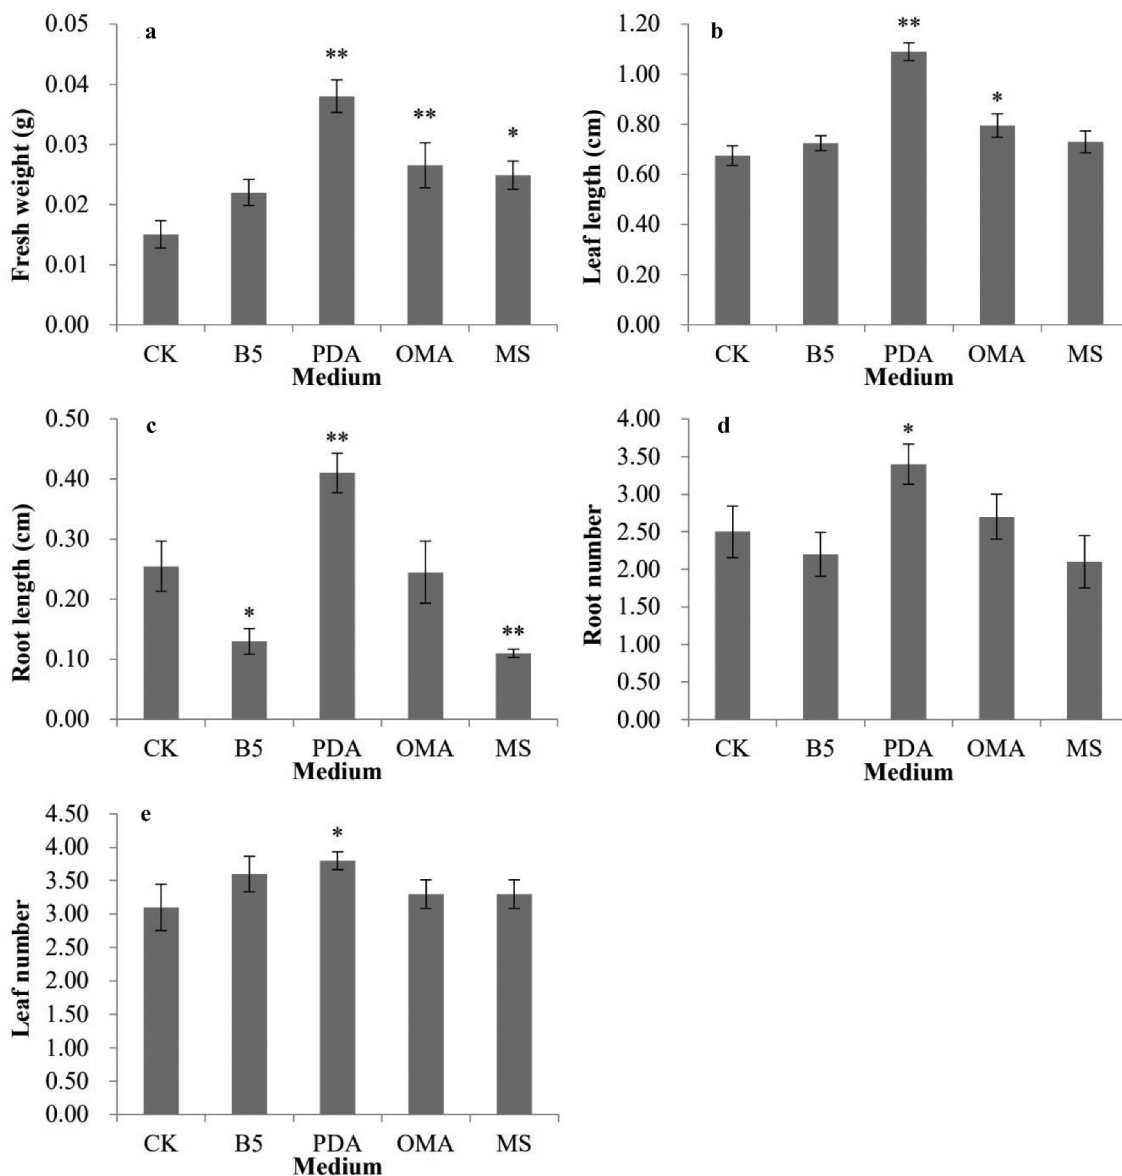 a
Fresh weight (g)
0.05
0.04
0.03
0.02
0.01
0.00
** ** *
CK B5 PDA OMA MS
Medium
b
Leaf length (cm)
1.20
1.00
0.80
0.60
0.40
0.20
0.00
** *
CK B5 PDA OMA MS
Medium
c
Root length (cm)
0.50
0.40
0.30
0.20
0.10
0.00
* ** **
CK B5 PDA OMA MS
Medium
d
Root number
4.00
3.50
3.00
2.50
2.00
1.50
1.00
0.50
0.00
*
CK B5 PDA OMA MS
Medium
e
Leaf number
4.50
4.00
3.50
3.00
2.50
2.00
1.50
1.00
0.50
0.00
*
CK B5 PDA OMA MS
Medium